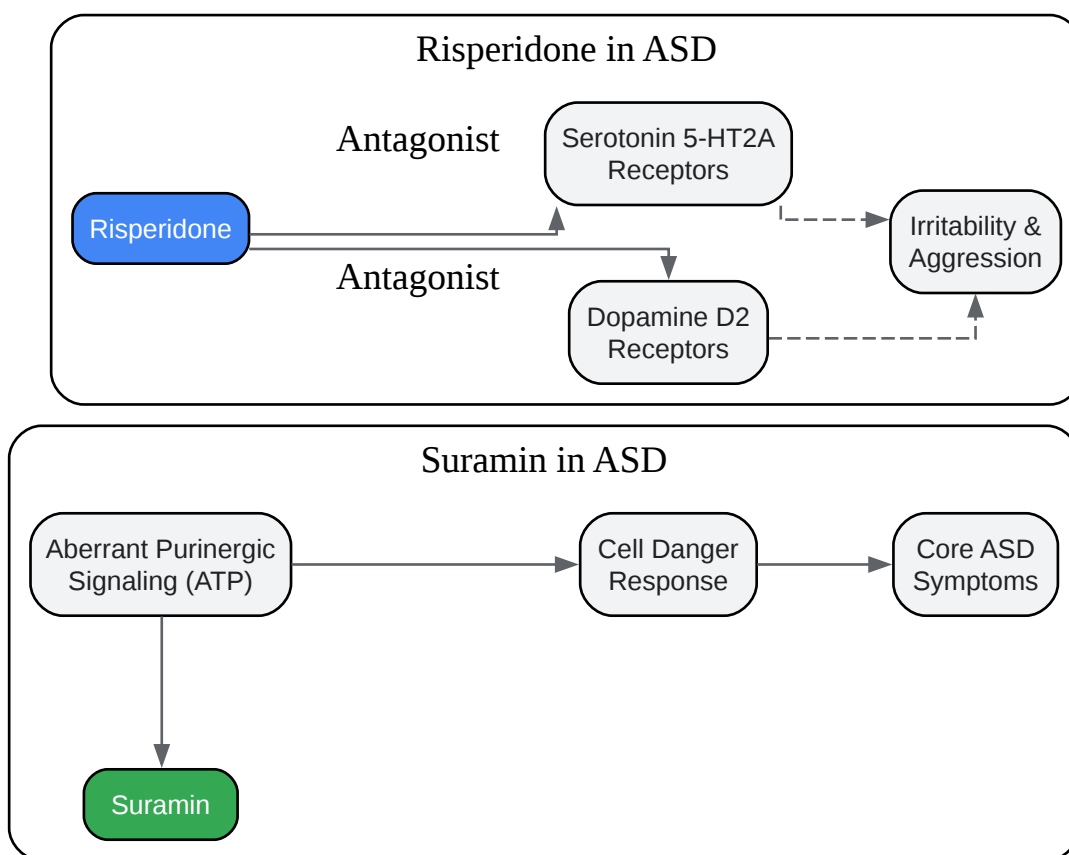 Risperidone in ASD
Antagonist
Serotonin 5-HT2A
Receptors
Risperidone
Irritability &
Aggression
Antagonist
Dopamine D2
Receptors
Suramin in ASD
Aberrant Purinergic
Signaling (ATP)
Cell Danger
Response
Core ASD
Symptoms
Suramin